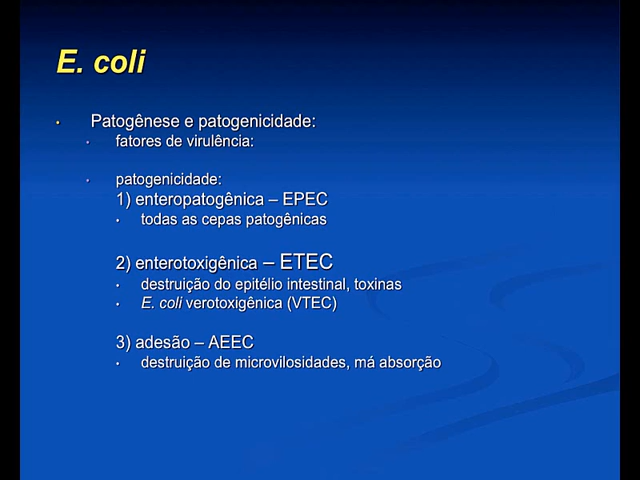 E. coli
• Patogênese e patogenicidade:
• fatores de virulência:
• patogenicidade:
1) enteropatogênica – EPEC
• todas as cepas patogênicas
2) enterotoxigênica – ETEC
• destruição do epitélio intestinal, toxinas
• E. coli verotoxigênica (VTEC)
3) adesão – AEEC
• destruição de microvilosidades, má absorção